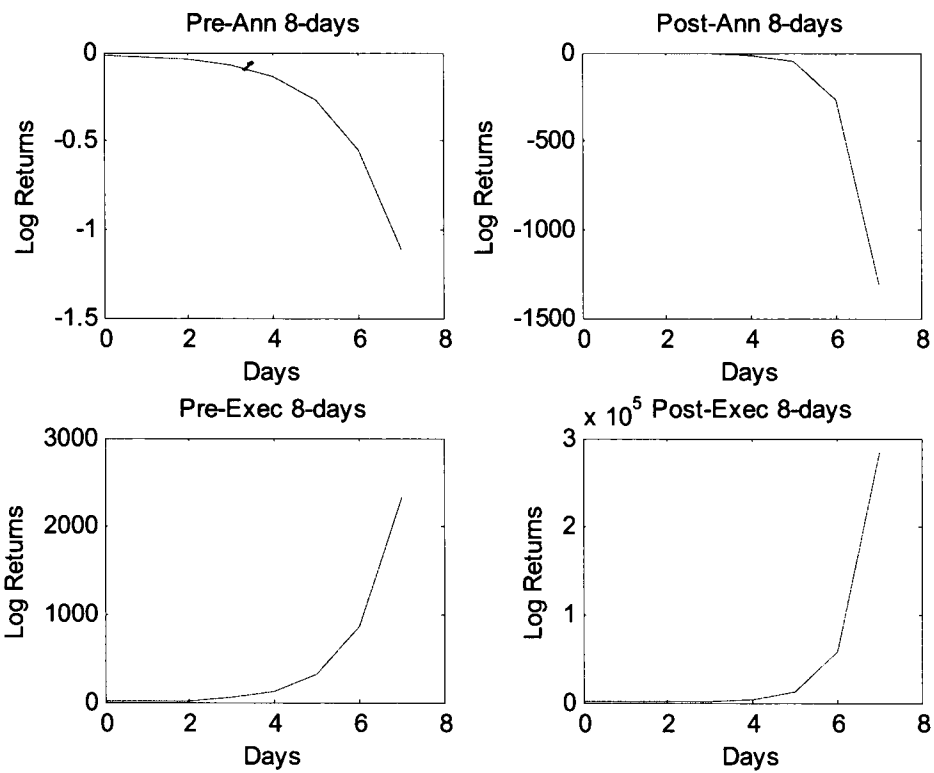 Pre-Ann 8-days
0
-0.5
-1
-1.5
Log Returns
0 2 4 6 8
Days
Post-Ann 8-days
0
-500
-1000
-1500
Log Returns
0 2 4 6 8
Days
Pre-Exec 8-days
3000
2000
1000
0
Log Returns
0 2 4 6 8
Days
x 10^5 Post-Exec 8-days
3
2
1
0
Log Returns
0 2 4 6 8
Days